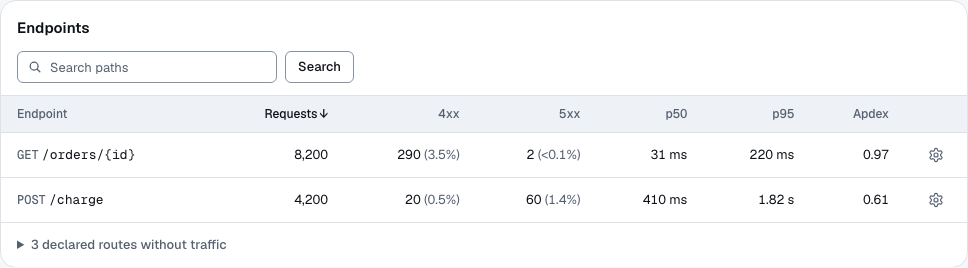 Endpoints
Search paths
Search
Endpoint Requests↓ 4xx 5xx p50 p95 Apdex
GET /orders/{id} 8,200 290 (3.5%) 2 (<0.1%) 31 ms 220 ms 0.97
POST /charge 4,200 20 (0.5%) 60 (1.4%) 410 ms 1.82 s 0.61
3 declared routes without traffic